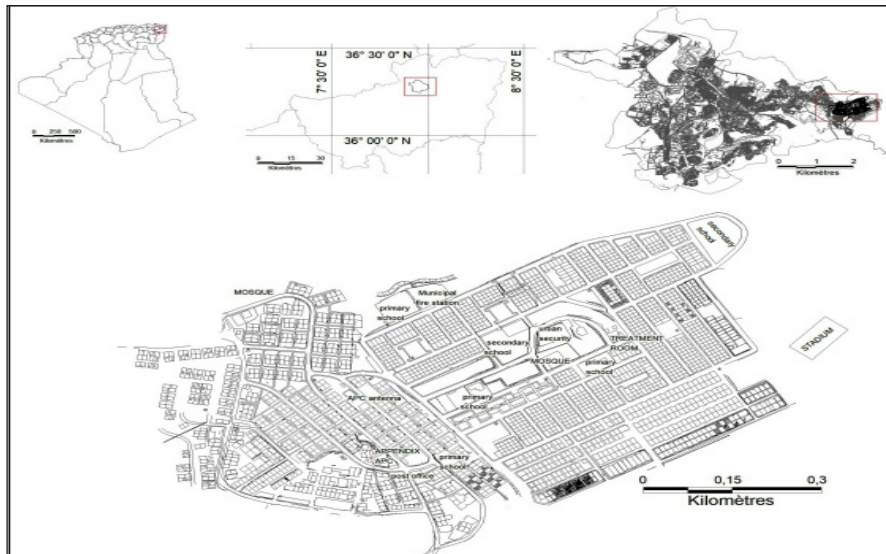 0 250 500
Kilomètres
36° 30' 0" N
7° 30' 0" E
8° 30' 0" E
36° 00' 0" N
0 15 30
Kilomètres
0 1 2
Kilomètres
secondary
school
MOSQUE
Municipal
fire station
primary
school
urban
security
secondary
school
MOSQUE
TREATMENT
ROOM
STADIUM
primary
school
APC antenna
primary
school
APPENDIX
APC
primary
school
post office
0 0,15 0,3
Kilomètres